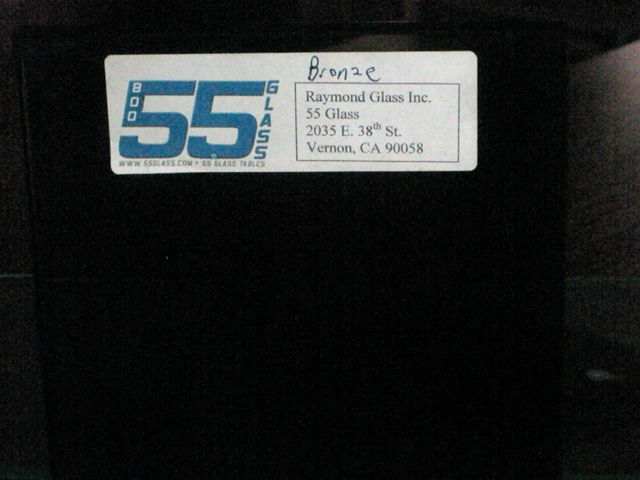 Bronze
800 55 GLASS
WWW.55GLASS.COM • 55 GLASS TABLES
Raymond Glass Inc.
55 Glass
2035 E. 38th St.
Vernon, CA 90058